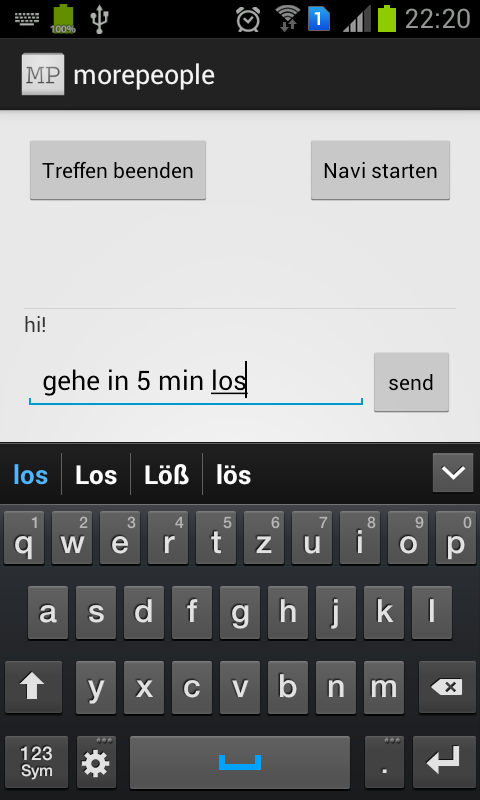 100% 1 22:20
MP morepeople
Treffen beenden Navi starten
hi!
gehe in 5 min los send
los Los Löß lös
1 2 3 4 5 6 7 8 9 0
q w e r t z u i o p
a s d f g h j k l
y x c v b n m
123 Sym .